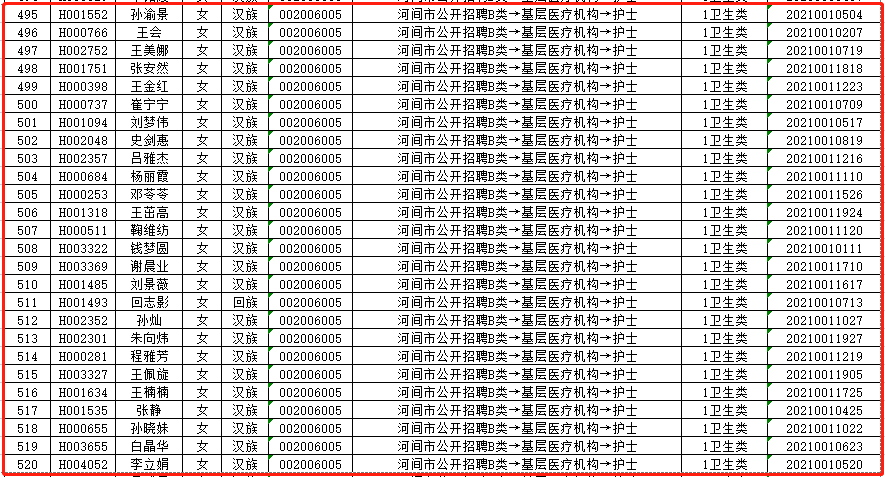 495 H001552 孙渝景 女 汉族 002006005 河间市公开招聘B类→基层医疗机构→护士 1卫生类 20210010504
496 H000766 王会 女 汉族 002006005 河间市公开招聘B类→基层医疗机构→护士 1卫生类 20210010207
497 H002752 王美娜 女 汉族 002006005 河间市公开招聘B类→基层医疗机构→护士 1卫生类 20210010719
498 H001751 张安然 女 汉族 002006005 河间市公开招聘B类→基层医疗机构→护士 1卫生类 20210011818
499 H000398 王金红 女 汉族 002006005 河间市公开招聘B类→基层医疗机构→护士 1卫生类 20210011223
500 H000737 崔宁宁 女 汉族 002006005 河间市公开招聘B类→基层医疗机构→护士 1卫生类 20210010709
501 H001094 刘梦伟 女 汉族 002006005 河间市公开招聘B类→基层医疗机构→护士 1卫生类 20210010517
502 H002048 史剑惠 女 汉族 002006005 河间市公开招聘B类→基层医疗机构→护士 1卫生类 20210010819
503 H002357 吕雅杰 女 汉族 002006005 河间市公开招聘B类→基层医疗机构→护士 1卫生类 20210011216
504 H000684 杨丽霞 女 汉族 002006005 河间市公开招聘B类→基层医疗机构→护士 1卫生类 20210011110
505 H000253 邓苓苓 女 汉族 002006005 河间市公开招聘B类→基层医疗机构→护士 1卫生类 20210011526
506 H001318 王茁高 女 汉族 002006005 河间市公开招聘B类→基层医疗机构→护士 1卫生类 20210011924
507 H000511 鞠维纺 女 汉族 002006005 河间市公开招聘B类→基层医疗机构→护士 1卫生类 20210011120
508 H003322 钱梦圆 女 汉族 002006005 河间市公开招聘B类→基层医疗机构→护士 1卫生类 20210010111
509 H003369 谢晨业 女 汉族 002006005 河间市公开招聘B类→基层医疗机构→护士 1卫生类 20210011710
510 H001485 刘景薇 女 汉族 002006005 河间市公开招聘B类→基层医疗机构→护士 1卫生类 20210011617
511 H001493 回志影 女 回族 002006005 河间市公开招聘B类→基层医疗机构→护士 1卫生类 20210010713
512 H002352 孙灿 女 汉族 002006005 河间市公开招聘B类→基层医疗机构→护士 1卫生类 20210011027
513 H002301 朱向炜 女 汉族 002006005 河间市公开招聘B类→基层医疗机构→护士 1卫生类 20210011927
514 H000281 程雅芳 女 汉族 002006005 河间市公开招聘B类→基层医疗机构→护士 1卫生类 20210011219
515 H003327 王佩旋 女 汉族 002006005 河间市公开招聘B类→基层医疗机构→护士 1卫生类 20210011905
516 H001634 王楠楠 女 汉族 002006005 河间市公开招聘B类→基层医疗机构→护士 1卫生类 20210011725
517 H001535 张静 女 汉族 002006005 河间市公开招聘B类→基层医疗机构→护士 1卫生类 20210010425
518 H000655 孙晓妹 女 汉族 002006005 河间市公开招聘B类→基层医疗机构→护士 1卫生类 20210011022
519 H003655 白晶华 女 汉族 002006005 河间市公开招聘B类→基层医疗机构→护士 1卫生类 20210010623
520 H004052 李立娟 女 汉族 002006005 河间市公开招聘B类→基层医疗机构→护士 1卫生类 20210010520